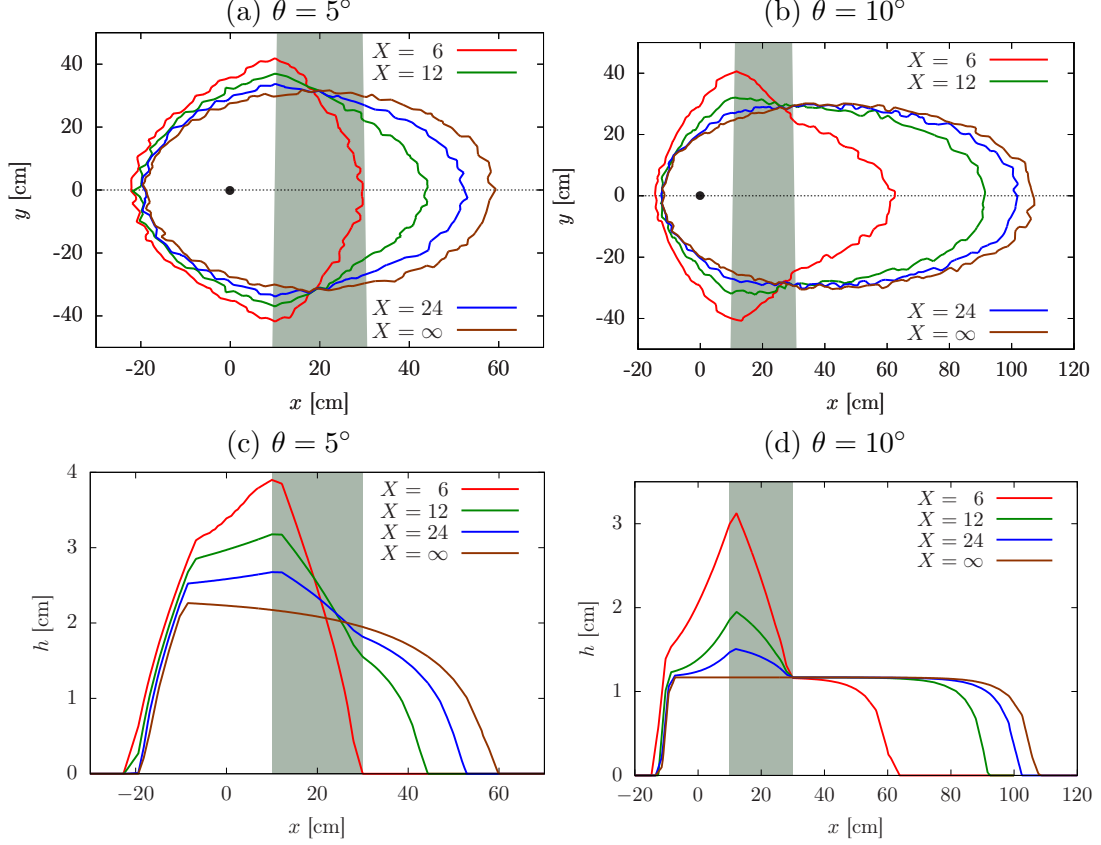 (a) θ = 5°
X = 6
X = 12
X = 24
X = ∞
40
20
0
-20
-40
y [cm]
-20 0 20 40 60
x [cm]
(b) θ = 10°
X = 6
X = 12
X = 24
X = ∞
40
20
0
-20
-40
y [cm]
-20 0 20 40 60 80 100 120
x [cm]
(c) θ = 5°
X = 6
X = 12
X = 24
X = ∞
4
3
2
1
0
h [cm]
−20 0 20 40 60
x [cm]
(d) θ = 10°
X = 6
X = 12
X = 24
X = ∞
3
2
1
0
h [cm]
−20 0 20 40 60 80 100 120
x [cm]